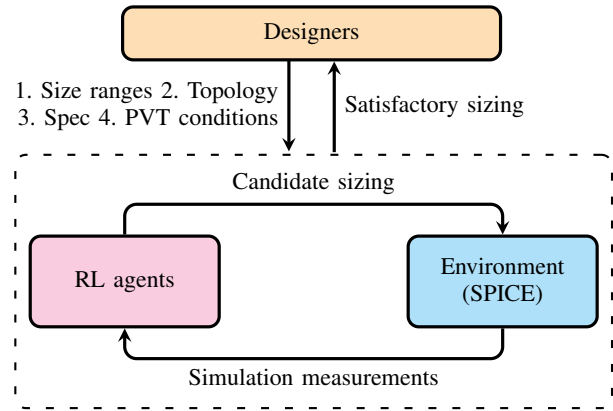 Designers
1. Size ranges 2. Topology
3. Spec 4. PVT conditions
Satisfactory sizing
Candidate sizing
RL agents
Environment
(SPICE)
Simulation measurements